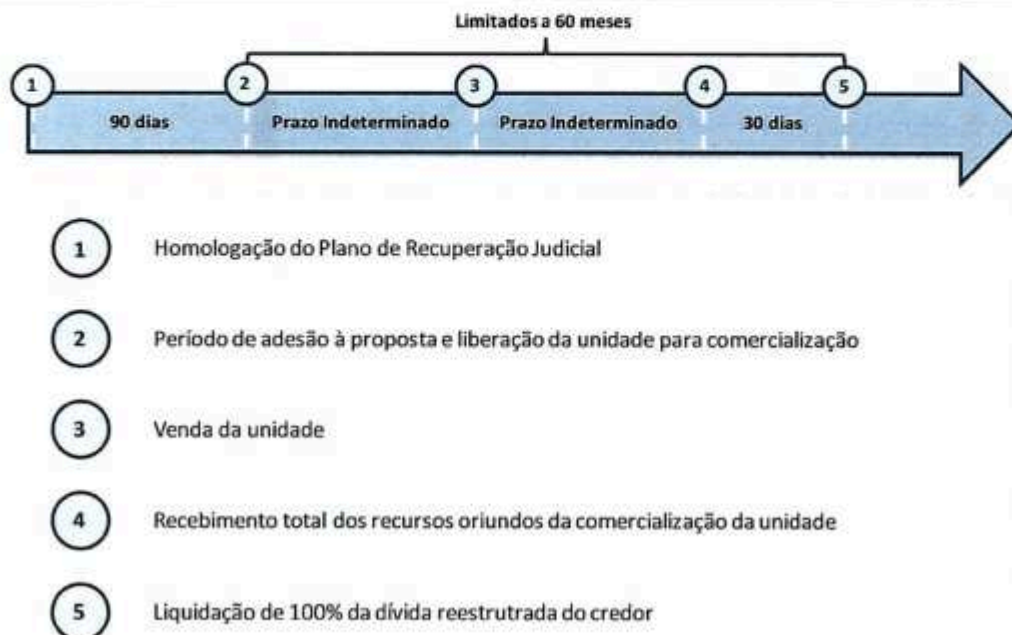 Limitados a 60 meses
1 2 3 4 5
90 dias Prazo Indeterminado Prazo Indeterminado 30 dias
1 Homologação do Plano de Recuperação Judicial
2 Período de adesão à proposta e liberação da unidade para comercialização
3 Venda da unidade
4 Recebimento total dos recursos oriundos da comercialização da unidade
5 Liquidação de 100% da dívida reestrutrada do credor